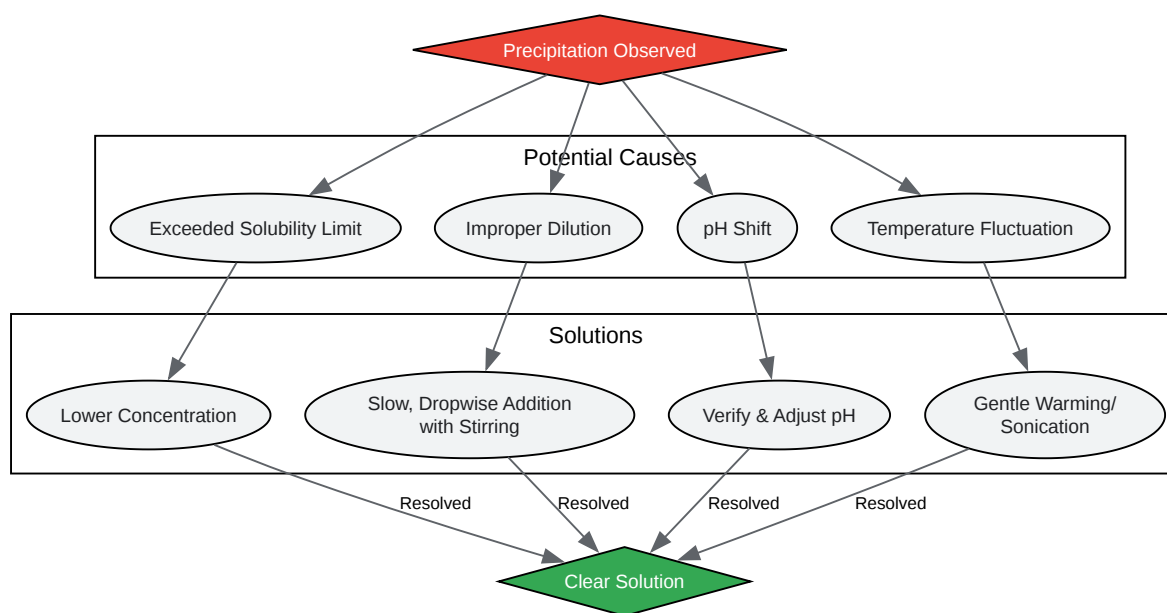 Precipitation Observed
Potential Causes
Exceeded Solubility Limit
Improper Dilution
pH Shift
Temperature Fluctuation
Solutions
Lower Concentration
Slow, Dropwise Addition
with Stirring
Verify & Adjust pH
Gentle Warming/
Sonication
Resolved
Resolved
Resolved
Resolved
Clear Solution